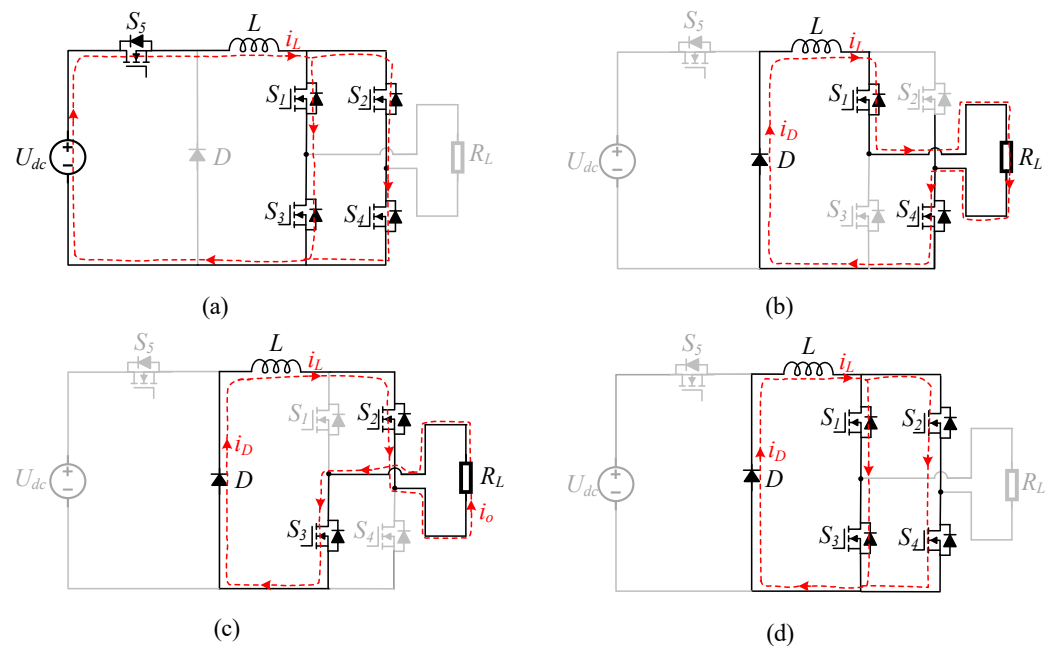 S5 L iL
S1 S2
Udc + − D RL
S3 S4
(a)
S5 L iL
S1 S2
iD
Udc + − D RL
S3 S4
(b)
S5 L iL
S1 S2
iD
Udc + − D RL
S3 S4 io
(c)
S5 L iL
S1 S2
iD
Udc + − D RL
S3 S4
(d)